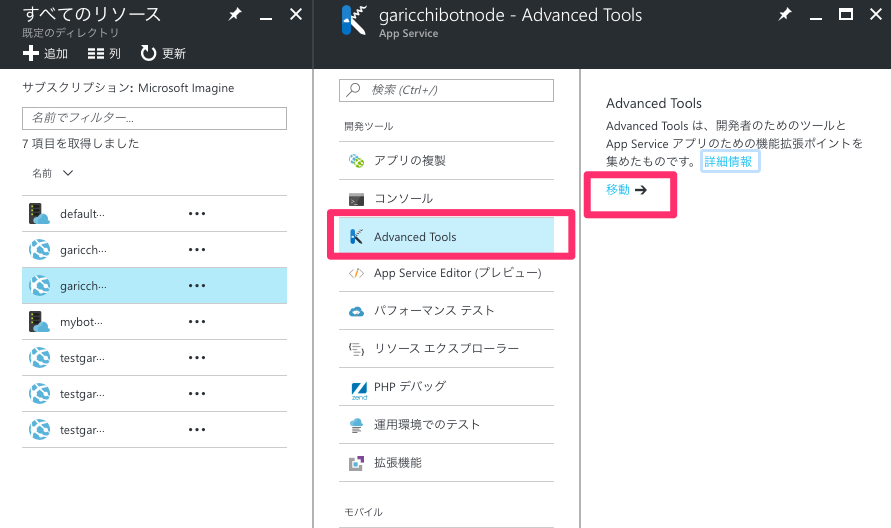 すべてのリソース
既定のディレクトリ
追加 列 更新
サブスクリプション: Microsoft Imagine
名前でフィルター...
7 項目を取得しました
名前
default...
garicch...
garicch...
mybot...
testgar...
testgar...
testgar...
garicchibotnode - Advanced Tools
App Service
検索 (Ctrl+/)
開発ツール
アプリの複製
コンソール
Advanced Tools
App Service Editor (プレビュー)
パフォーマンス テスト
リソース エクスプローラー
PHP デバッグ
運用環境でのテスト
拡張機能
モバイル
Advanced Tools
Advanced Tools は、開発者のためのツールと
App Service アプリのための機能拡張ポイントを
集めたものです。詳細情報
移動 →